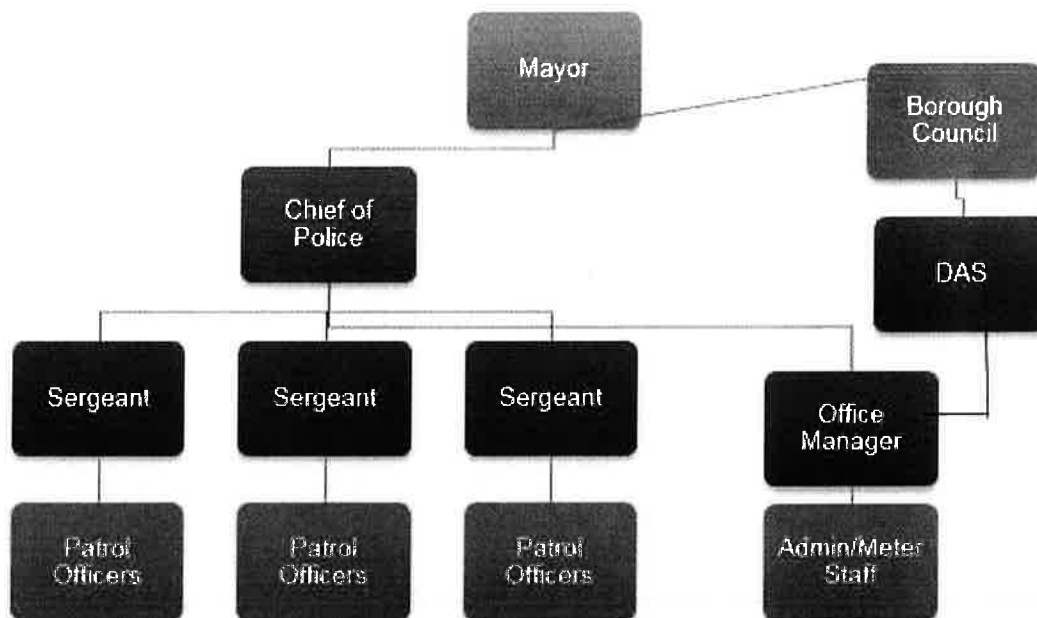 Mayor
Borough
Council
Chief of
Police
DAS
Sergeant
Sergeant
Sergeant
Office
Manager
Patrol
Officers
Patrol
Officers
Patrol
Officers
Admin/Meter
Staff